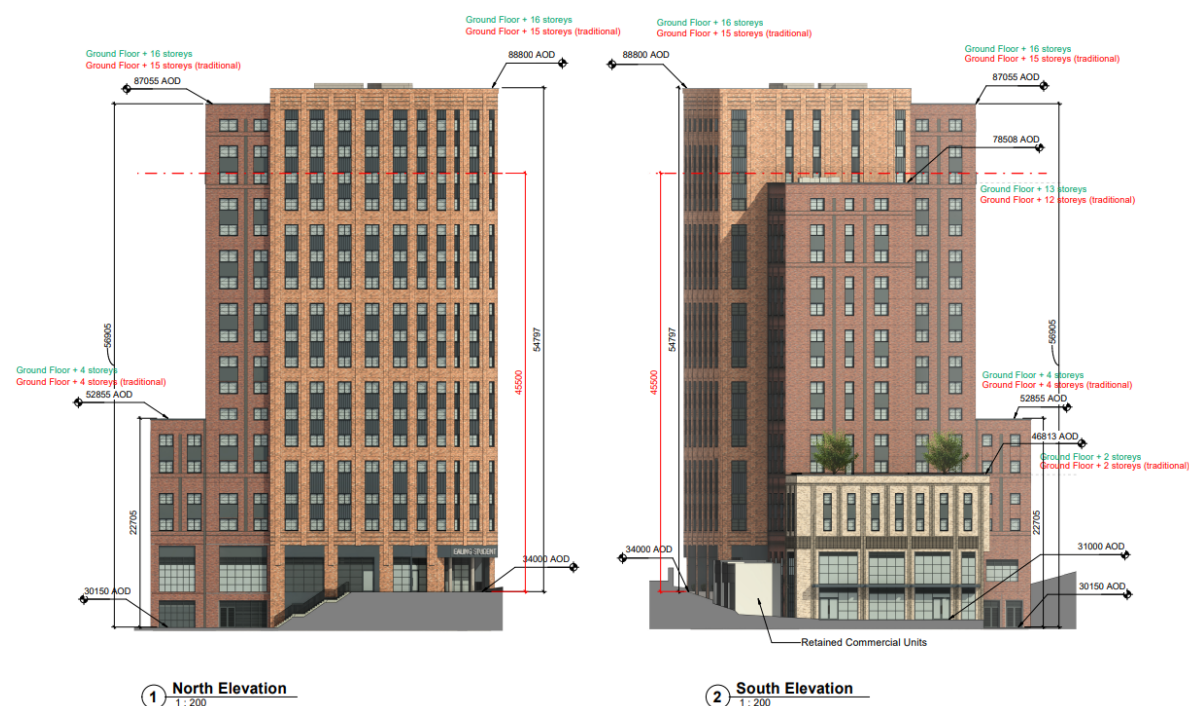 Ground Floor + 16 storeys
Ground Floor + 15 storeys (traditional)
88800 AOD
Ground Floor + 16 storeys
Ground Floor + 15 storeys (traditional)
87055 AOD
56905
54797
45500
Ground Floor + 4 storeys
Ground Floor + 4 storeys (traditional)
52855 AOD
22705
30150 AOD
34000 AOD
1 North Elevation
1 : 200
Ground Floor + 16 storeys
Ground Floor + 15 storeys (traditional)
88800 AOD
Ground Floor + 16 storeys
Ground Floor + 15 storeys (traditional)
87055 AOD
78508 AOD
Ground Floor + 13 storeys
Ground Floor + 12 storeys (traditional)
45500
54797
56905
Ground Floor + 4 storeys
Ground Floor + 4 storeys (traditional)
52855 AOD
46813 AOD
Ground Floor + 2 storeys
Ground Floor + 2 storeys (traditional)
22705
34000 AOD
31000 AOD
30150 AOD
Retained Commercial Units
2 South Elevation
1 : 200